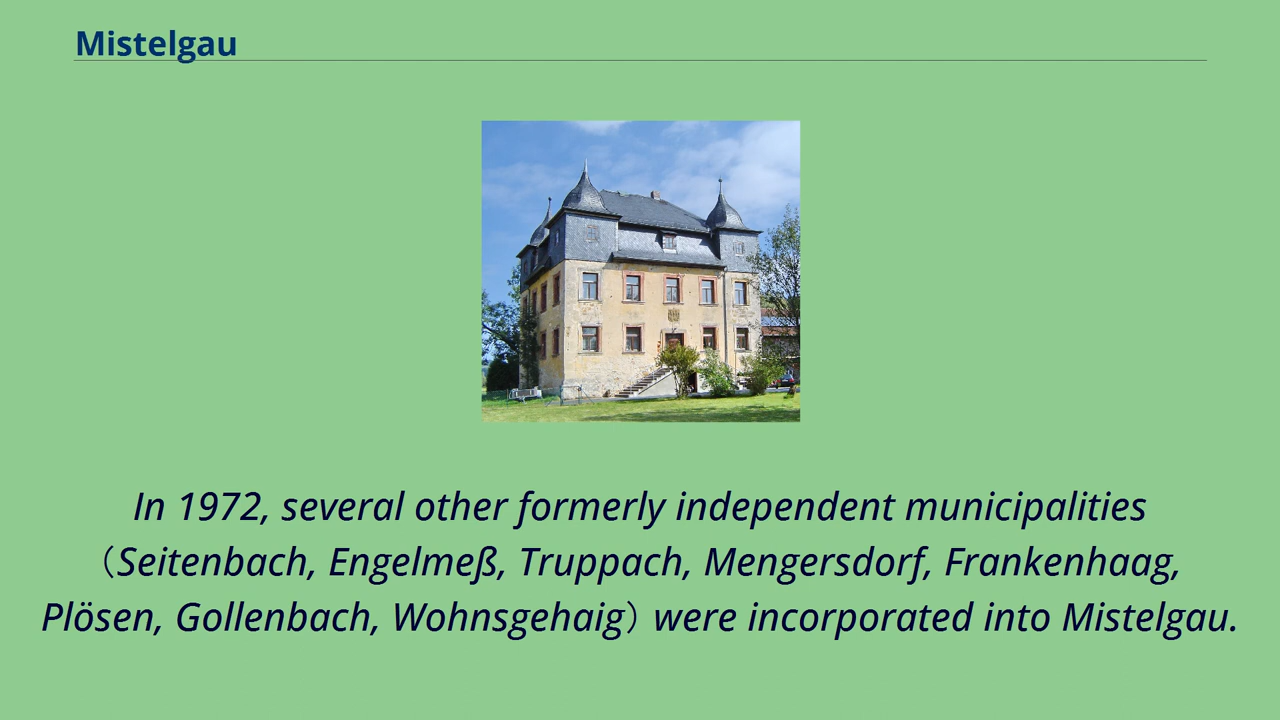 Mistelgau
In 1972, several other formerly independent municipalities
（Seitenbach, Engelmeß, Truppach, Mengersdorf, Frankenhaag,
Plösen, Gollenbach, Wohnsgehaig）were incorporated into Mistelgau.